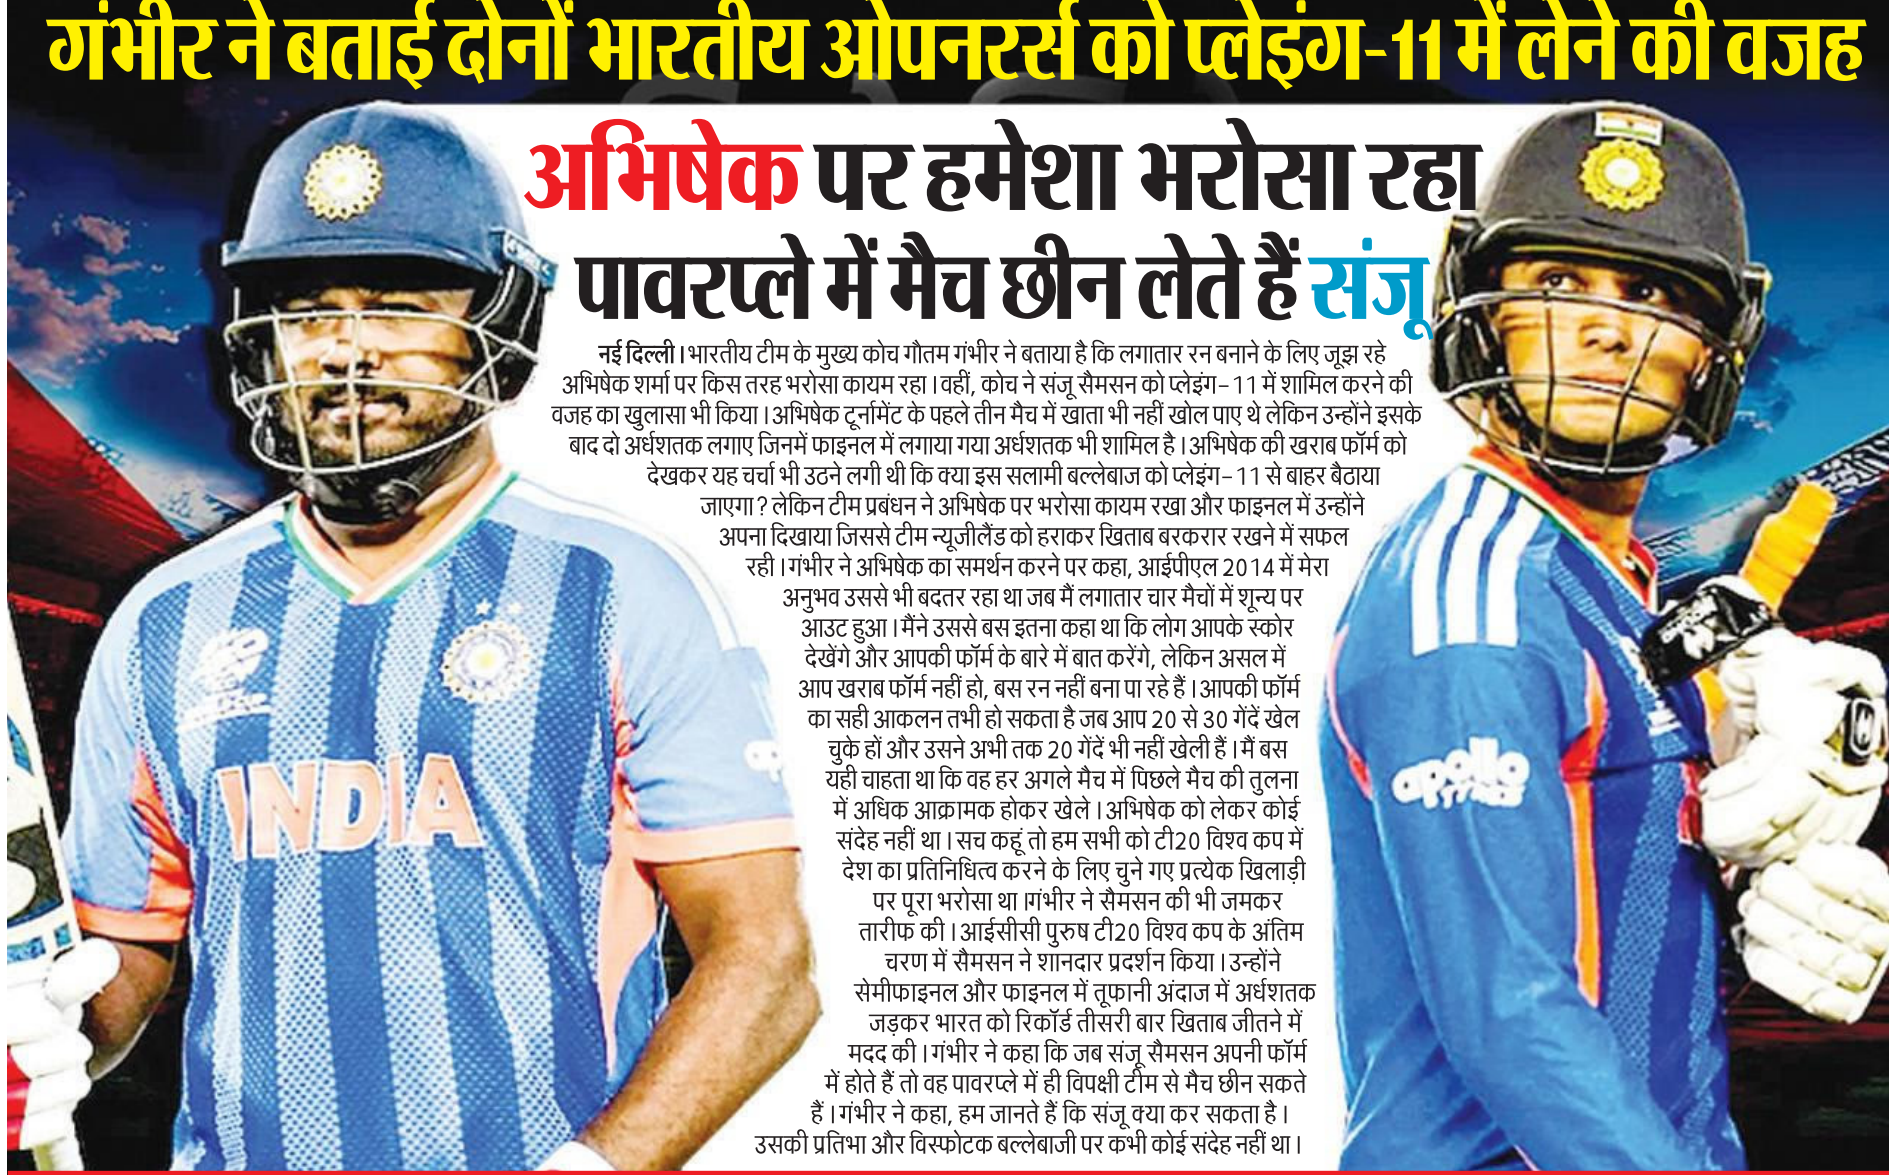 गंभीर ने बताई दोनों भारतीय ओपनरर्स को प्लेइंग-11 में लेने की वजह
अभिषेक पर हमेशा भरोसा रहा
पावरप्ले में मैच छीन लेते हैं संजू
नई दिल्ली। भारतीय टीम के मुख्य कोच गौतम गंभीर ने बताया है कि लगातार रन बनाने के लिए जूझ रहे
अभिषेक शर्मा पर किस तरह भरोसा कायम रहा। वहीं, कोच ने संजू सैमसन को प्लेइंग-11 में शामिल करने की
वजह का खुलासा भी किया। अभिषेक टूर्नामेंट के पहले तीन मैच में खाता भी नहीं खोल पाए थे लेकिन उन्होंने इसके
बाद दो अर्धशतक लगाए जिनमें फाइनल में लगाया गया अर्धशतक भी शामिल है। अभिषेक की खराब फॉर्म को
देखकर यह चर्चा भी उठने लगी थी कि क्या इस सलामी बल्लेबाज को प्लेइंग-11 से बाहर बैठाया
जाएगा? लेकिन टीम प्रबंधन ने अभिषेक पर भरोसा कायम रखा और फाइनल में उन्होंने
अपना दिखाया जिससे टीम न्यूजीलैंड को हराकर खिताब बरकरार रखने में सफल
रही। गंभीर ने अभिषेक का समर्थन करने पर कहा, आईपीएल 2014 में मेरा
अनुभव उससे भी बदतर रहा था जब मैं लगातार चार मैचों में शून्य पर
आउट हुआ। मैंने उससे बस इतना कहा था कि लोग आपके स्कोर
देखेंगे और आपकी फॉर्म के बारे में बात करेंगे, लेकिन असल में
आप खराब फॉर्म नहीं हो, बस रन नहीं बना पा रहे हैं। आपकी फॉर्म
का सही आकलन तभी हो सकता है जब आप 20 से 30 गेंदें खेल
चुके हों और उसने अभी तक 20 गेंदें भी नहीं खेली हैं। मैं बस
यही चाहता था कि वह हर अगले मैच में पिछले मैच की तुलना
में अधिक आक्रामक होकर खेले। अभिषेक को लेकर कोई
संदेह नहीं था। सच कहूं तो हम सभी को टी20 विश्व कप में
देश का प्रतिनिधित्व करने के लिए चुने गए प्रत्येक खिलाड़ी
पर पूरा भरोसा था।गंभीर ने सैमसन की भी जमकर
तारीफ की। आईसीसी पुरुष टी20 विश्व कप के अंतिम
चरण में सैमसन ने शानदार प्रदर्शन किया। उन्होंने
सेमीफाइनल और फाइनल में तूफानी अंदाज में अर्धशतक
जड़कर भारत को रिकॉर्ड तीसरी बार खिताब जीतने में
मदद की। गंभीर ने कहा कि जब संजू सैमसन अपनी फॉर्म
में होते हैं तो वह पावरप्ले में ही विपक्षी टीम से मैच छीन सकते
हैं। गंभीर ने कहा, हम जानते हैं कि संजू क्या कर सकता है।
उसकी प्रतिभा और विस्फोटक बल्लेबाजी पर कभी कोई संदेह नहीं था।
INDIA
apollo